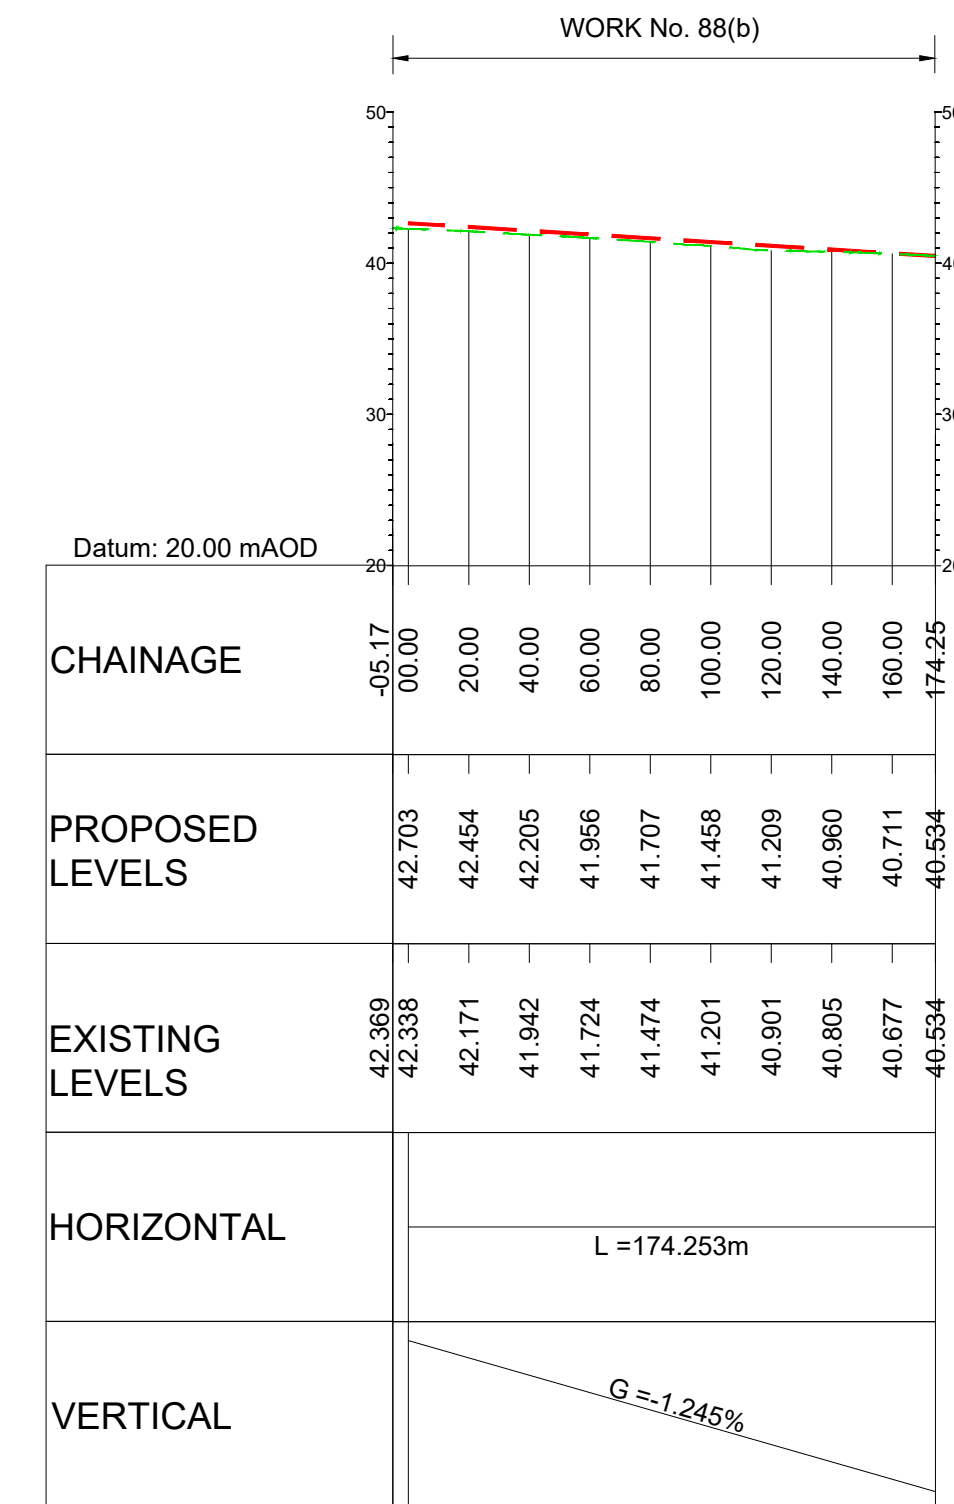 WORK No. 88(b)
50 50
40 40
30 30
Datum: 20.00 mAOD
20 20
CHAINAGE
-05.17 00.00 20.00 40.00 60.00 80.00 100.00 120.00 140.00 160.00 174.25
PROPOSED
LEVELS
42.703 42.454 42.205 41.956 41.707 41.458 41.209 40.960 40.711 40.534
EXISTING
LEVELS
42.369 42.338 42.171 41.942 41.724 41.474 41.201 40.901 40.805 40.677 40.534
HORIZONTAL
L =174.253m
VERTICAL
G =-1.245%